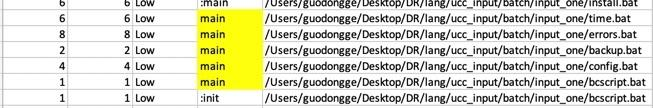 6 6 Low :main /Users/guodongge/Desktop/DR/lang/ucc_input/batch/input_one/install.bat
6 6 Low main /Users/guodongge/Desktop/DR/lang/ucc_input/batch/input_one/time.bat
8 8 Low main /Users/guodongge/Desktop/DR/lang/ucc_input/batch/input_one/errors.bat
2 2 Low main /Users/guodongge/Desktop/DR/lang/ucc_input/batch/input_one/backup.bat
4 4 Low main /Users/guodongge/Desktop/DR/lang/ucc_input/batch/input_one/config.bat
1 1 Low main /Users/guodongge/Desktop/DR/lang/ucc_input/batch/input_one/bcscript.bat
1 1 Low :init /Users/guodongge/Desktop/DR/lang/ucc_input/batch/input_one/bcscript.bat